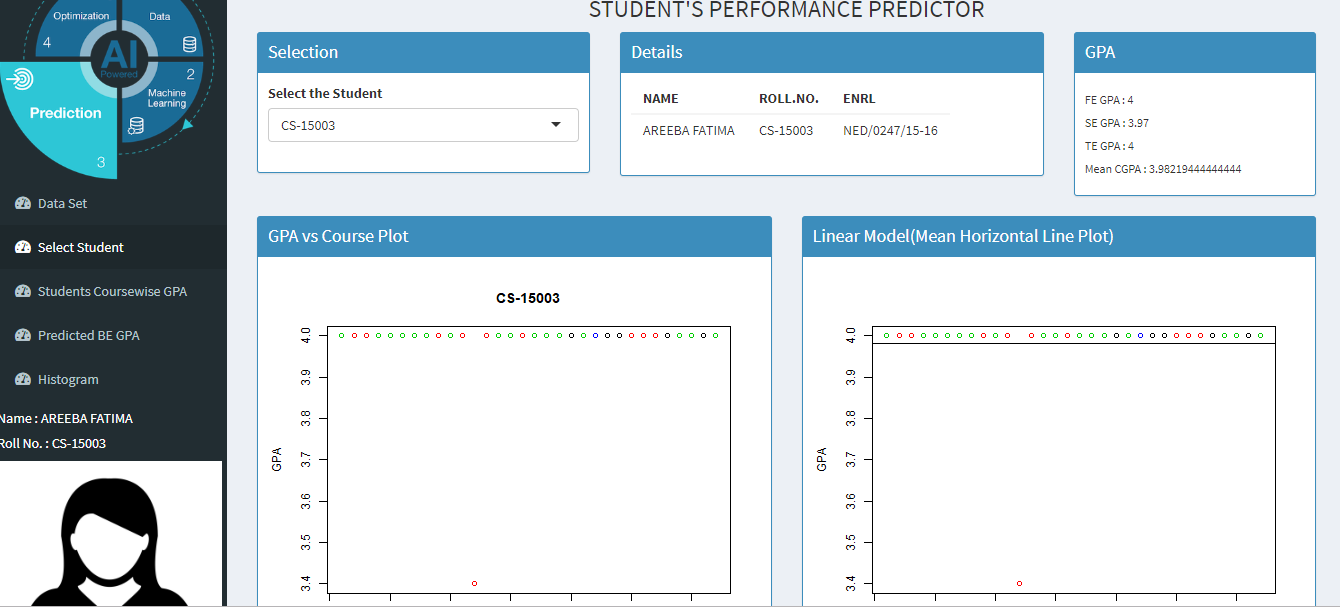 STUDENT'S PERFORMANCE PREDICTOR
Optimization
Data
4
AI
Powered
2
Machine
Learning
Prediction
3
Data Set
Select Student
Students Coursewise GPA
Predicted BE GPA
Histogram
Name : AREEBA FATIMA
Roll No. : CS-15003
Selection
Select the Student
CS-15003
Details
NAME ROLL.NO. ENRL
AREEBA FATIMA CS-15003 NED/0247/15-16
GPA
FE GPA : 4
SE GPA : 3.97
TE GPA : 4
Mean CGPA : 3.98219444444444
GPA vs Course Plot
CS-15003
4.0
3.9
3.8
3.7
3.6
3.5
3.4
GPA
Linear Model(Mean Horizontal Line Plot)
4.0
3.9
3.8
3.7
3.6
3.5
3.4
GPA